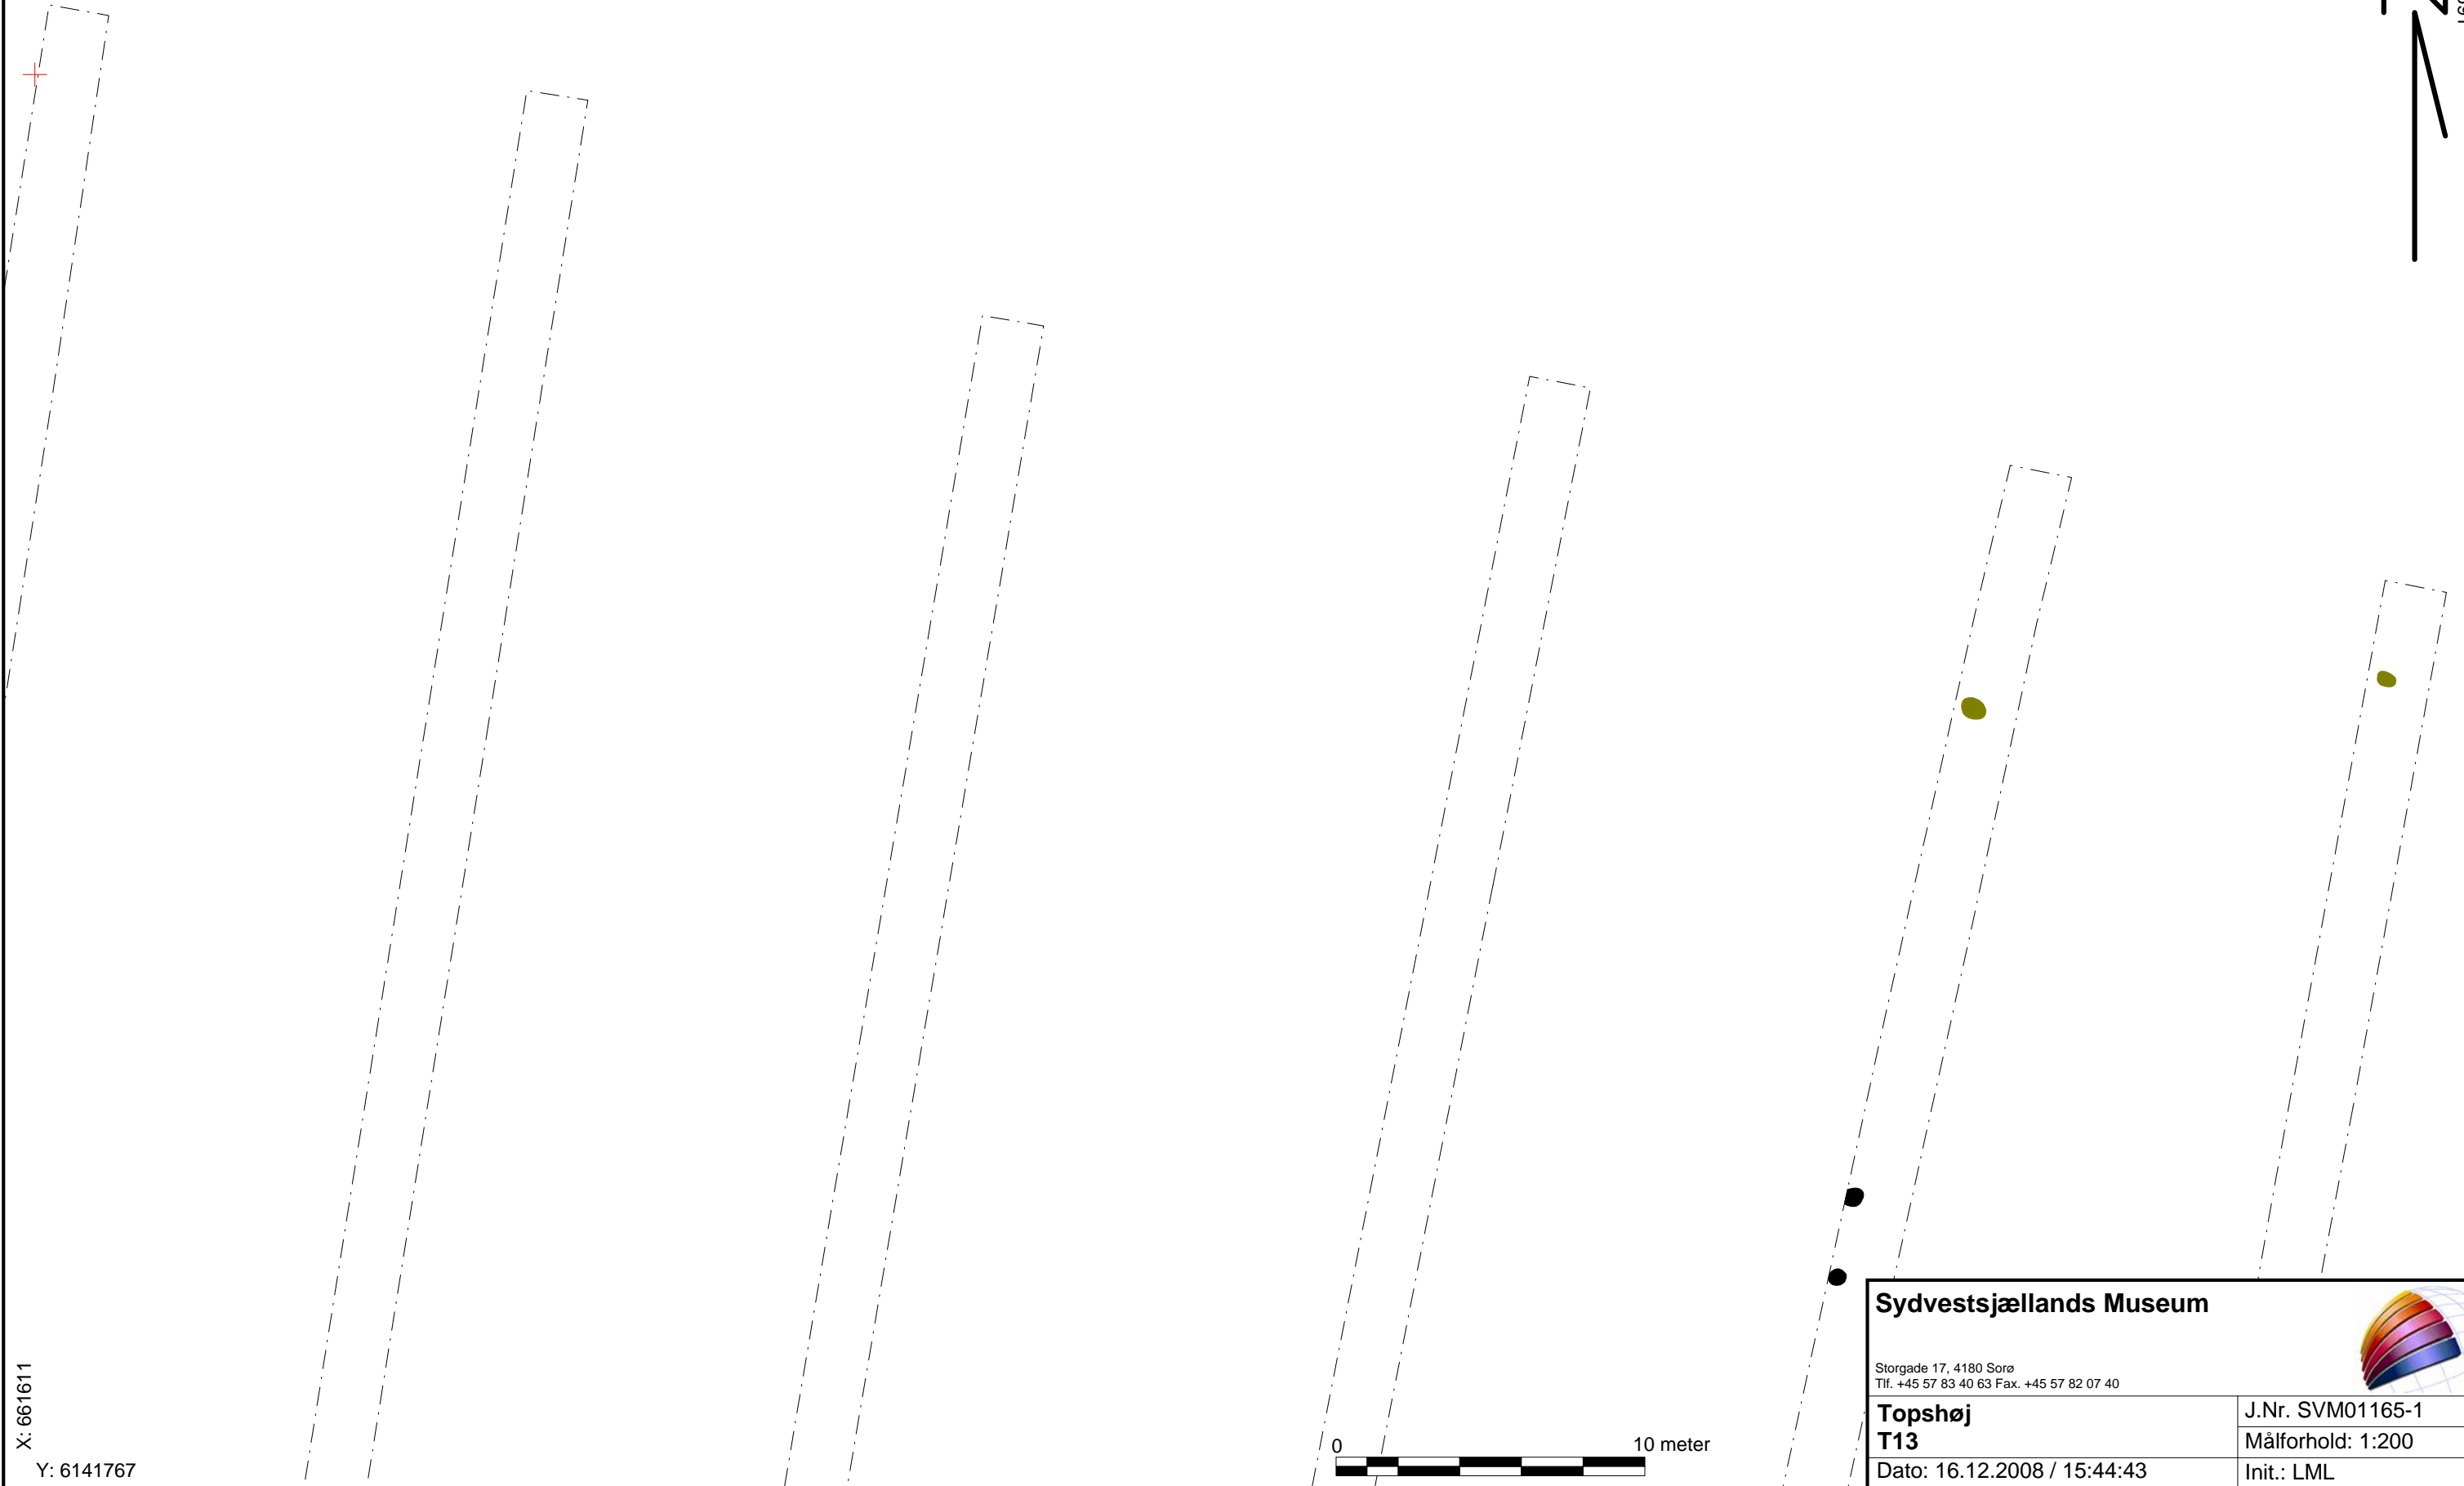 X: 661611
Y: 6141767
0 10 meter
Sydvestsjællands Museum
Storgade 17, 4180 Sorø
Tlf. +45 57 83 40 63 Fax. +45 57 82 07 40
Topshøj
T13
J.Nr. SVM01165-1
Målforhold: 1:200
Dato: 16.12.2008 / 15:44:43
Init.: LML